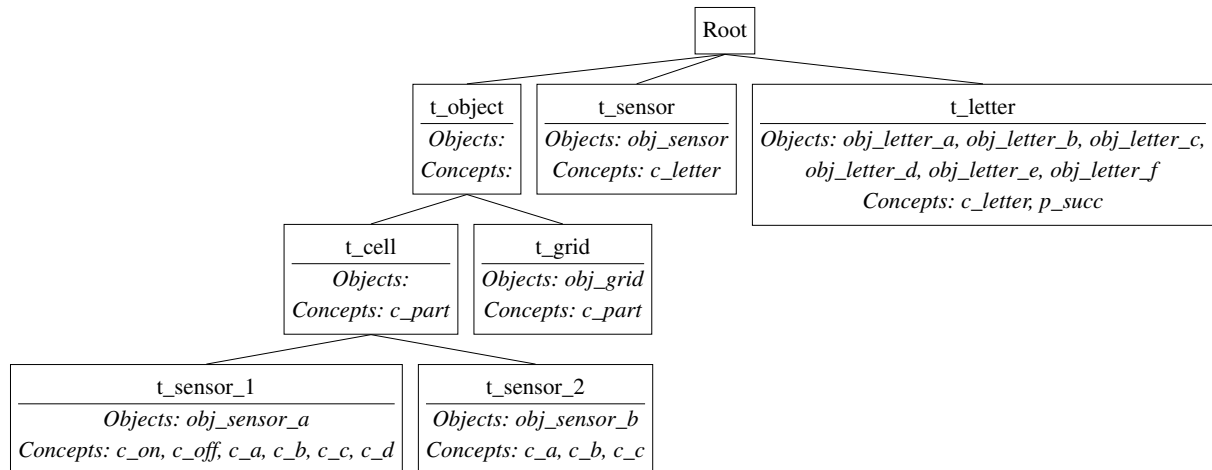 Root
t_object
Objects:
Concepts:
t_sensor
Objects: obj_sensor
Concepts: c_letter
t_letter
Objects: obj_letter_a, obj_letter_b, obj_letter_c,
obj_letter_d, obj_letter_e, obj_letter_f
Concepts: c_letter, p_succ
t_cell
Objects:
Concepts: c_part
t_grid
Objects: obj_grid
Concepts: c_part
t_sensor_1
Objects: obj_sensor_a
Concepts: c_on, c_off, c_a, c_b, c_c, c_d
t_sensor_2
Objects: obj_sensor_b
Concepts: c_a, c_b, c_c